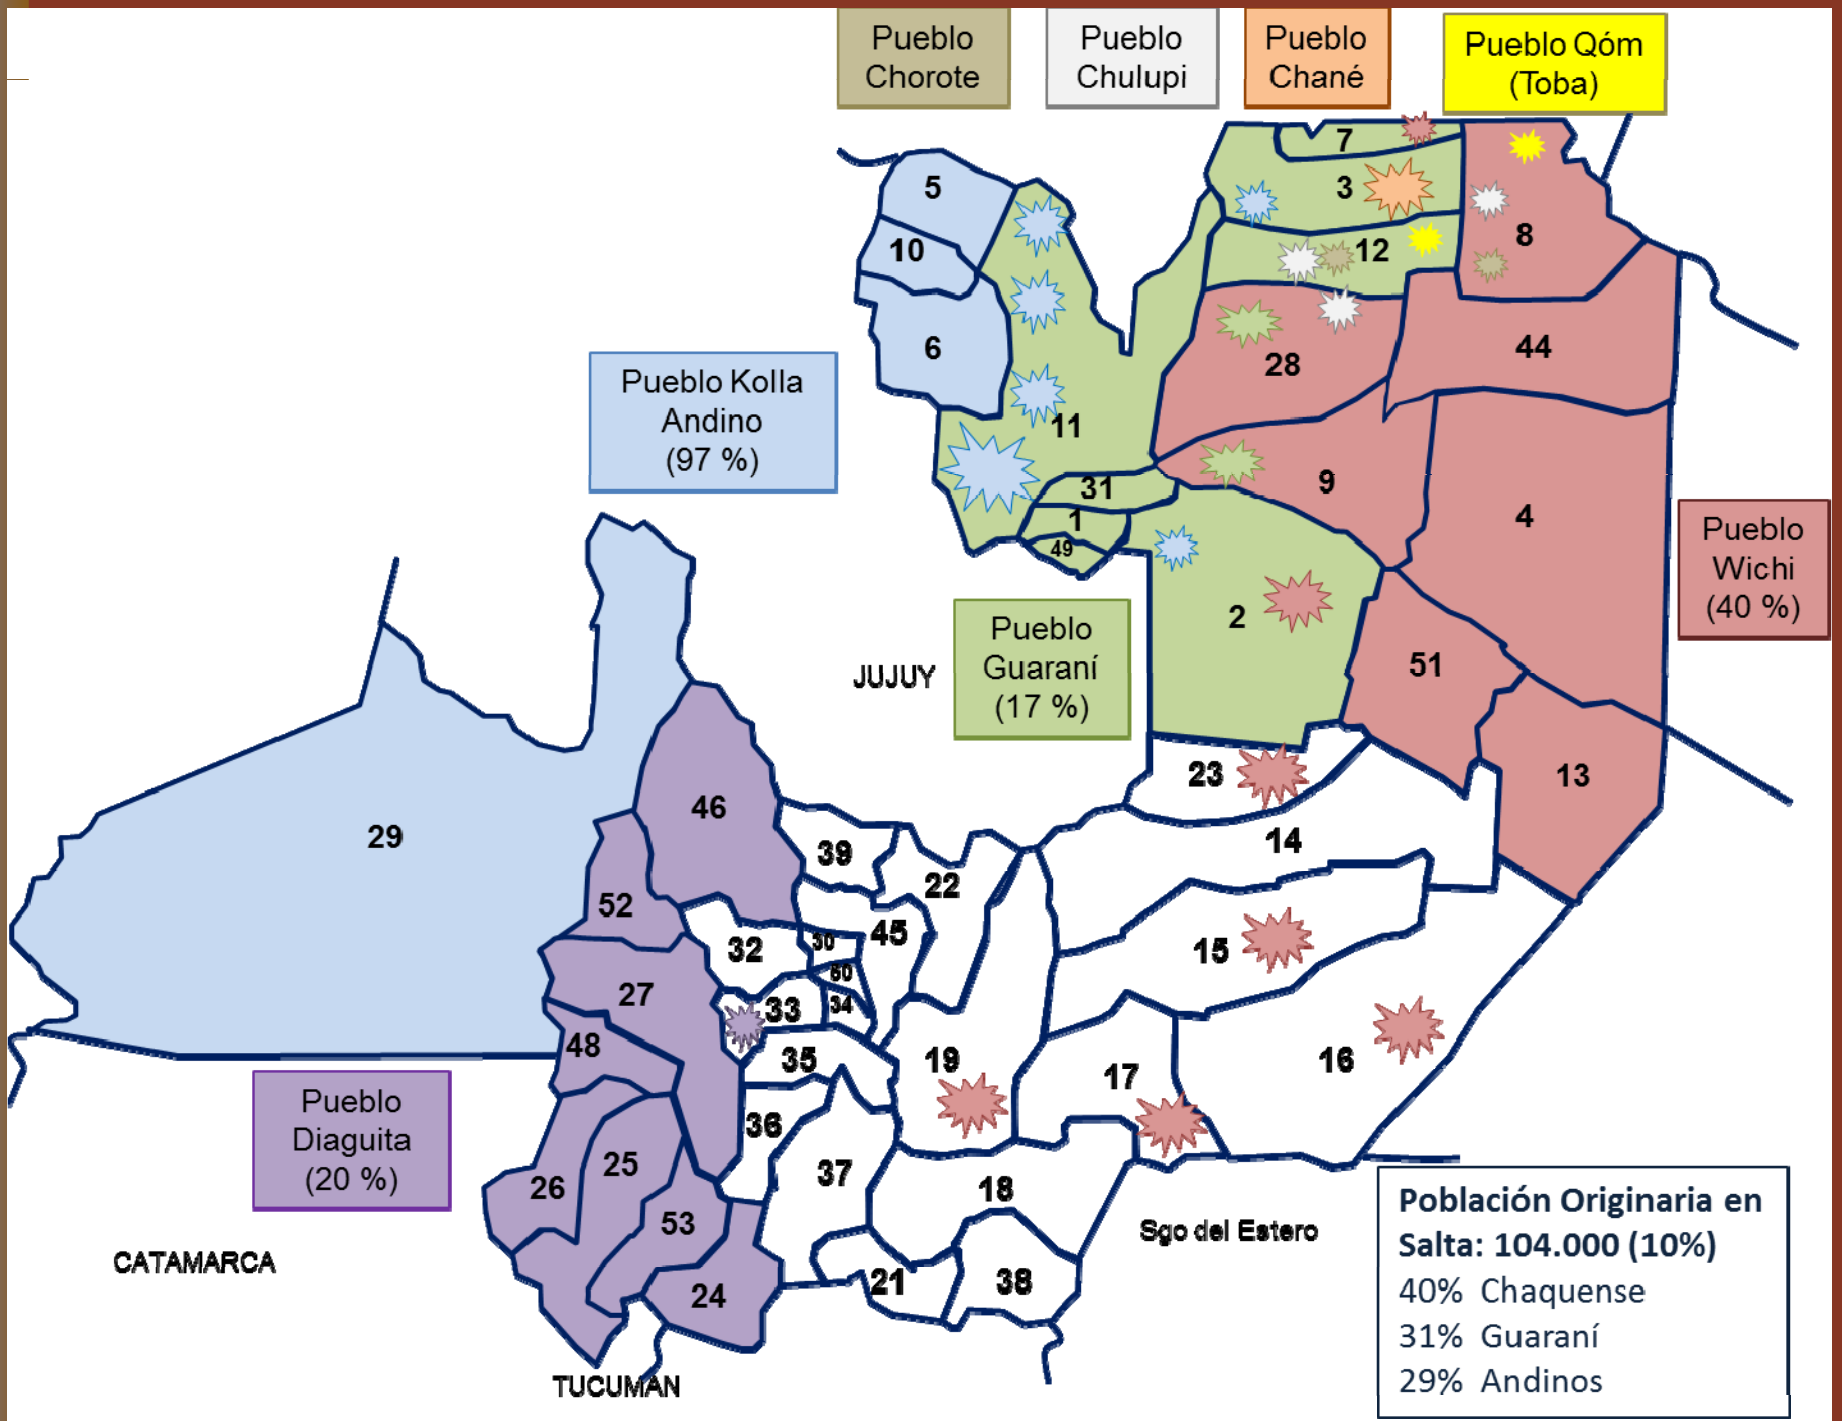 Pueblo
Chorote
Pueblo
Chulupi
Pueblo
Chané
Pueblo Qóm
(Toba)
7
5
3
10
12
8
6
28
44
Pueblo Kolla
Andino
(97 %)
11
31
9
1
4
49
Pueblo
Wichi
(40 %)
2
Pueblo
Guaraní
(17 %)
JUJUY
51
23
13
46
29
39
14
22
52
32
30
45
15
60
27
33
34
48
35
19
16
17
Pueblo
Diaguita
(20 %)
36
25
37
26
18
53
Sgo del Estero
CATAMARCA
21
38
24
TUCUMAN
Población Originaria en
Salta: 104.000 (10%)
40% Chaquense
31% Guaraní
29% Andinos